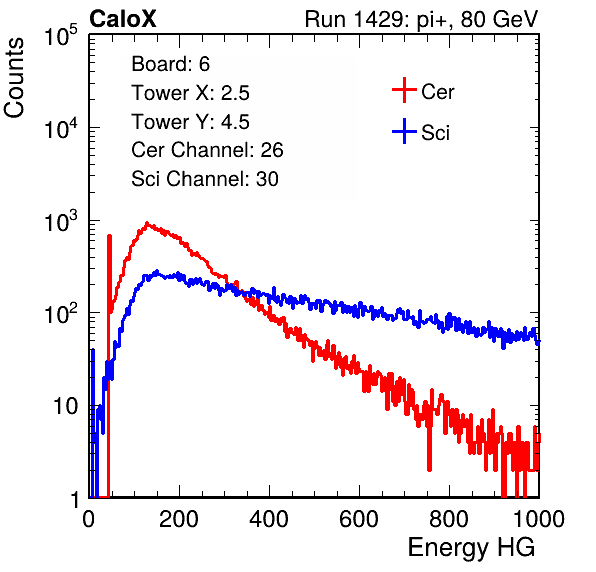 CaloX Run 1429: pi+, 80 GeV
Counts
10^5
10^4
10^3
10^2
10
1
Board: 6
Tower X: 2.5
Tower Y: 4.5
Cer Channel: 26
Sci Channel: 30
Cer
Sci
0 200 400 600 800 1000
Energy HG